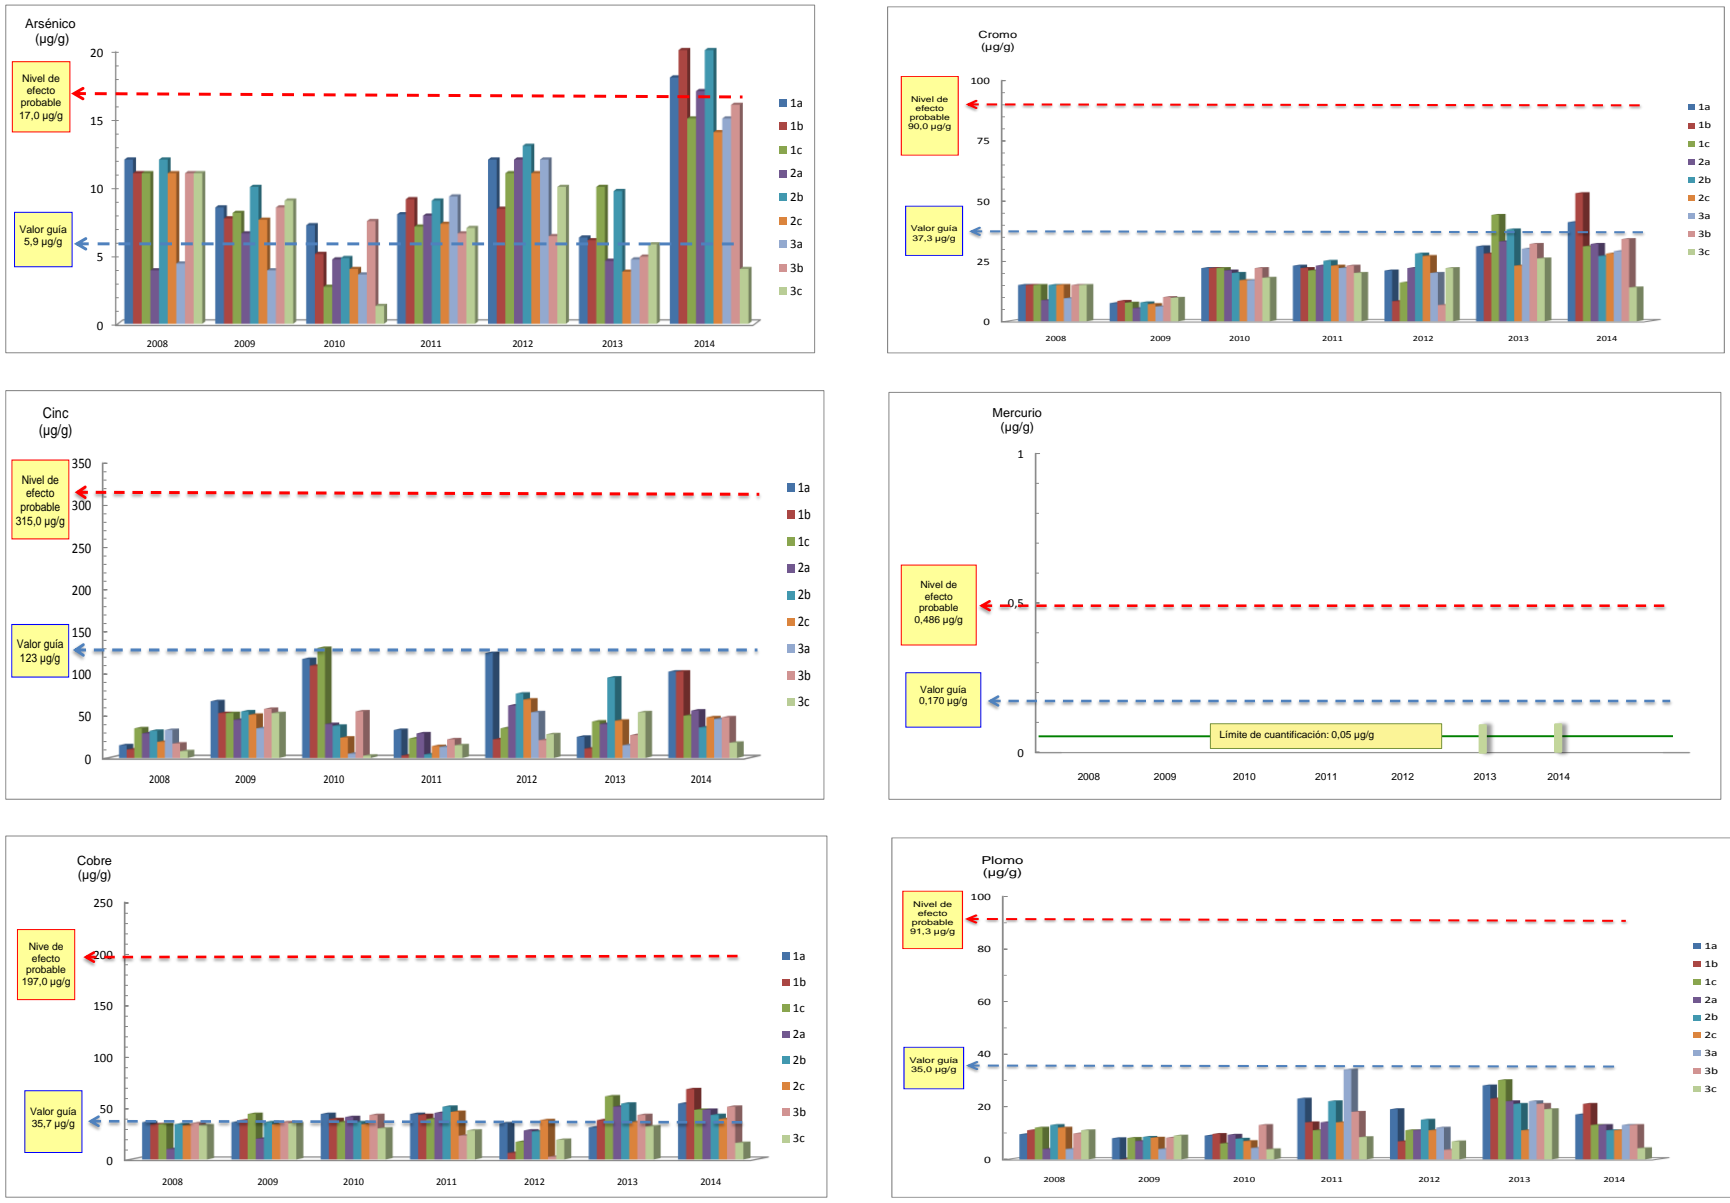 Arsénico
(µg/g)
20
15
10
5
0
Nivel de
efecto
probable
17,0 µg/g
Valor guía
5,9 µg/g
2008 2009 2010 2011 2012 2013 2014
1a
1b
1c
2a
2b
2c
3a
3b
3c
Cromo
(µg/g)
100
75
50
25
0
Nivel de
efecto
probable
90,0 µg/g
Valor guía
37,3 µg/g
2008 2009 2010 2011 2012 2013 2014
1a
1b
1c
2a
2b
2c
3a
3b
3c
Cinc
(µg/g)
350
300
250
200
150
100
50
0
Nivel de
efecto
probable
315,0 µg/g
Valor guía
123 µg/g
2008 2009 2010 2011 2012 2013 2014
1a
1b
1c
2a
2b
2c
3a
3b
3c
Mercurio
(µg/g)
1
0,5
0
Nivel de
efecto
probable
0,486 µg/g
Valor guía
0,170 µg/g
Límite de cuantificación: 0,05 µg/g
2008 2009 2010 2011 2012 2013 2014
Cobre
(µg/g)
250
200
150
100
50
0
Nive de
efecto
probable
197,0 µg/g
Valor guía
35,7 µg/g
2008 2009 2010 2011 2012 2013 2014
1a
1b
1c
2a
2b
2c
3b
3c
Plomo
(µg/g)
100
80
60
40
20
0
Nivel de
efecto
probable
91,3 µg/g
Valor guía
35,0 µg/g
2008 2009 2010 2011 2012 2013 2014
1a
1b
1c
2a
2b
2c
3a
3b
3c